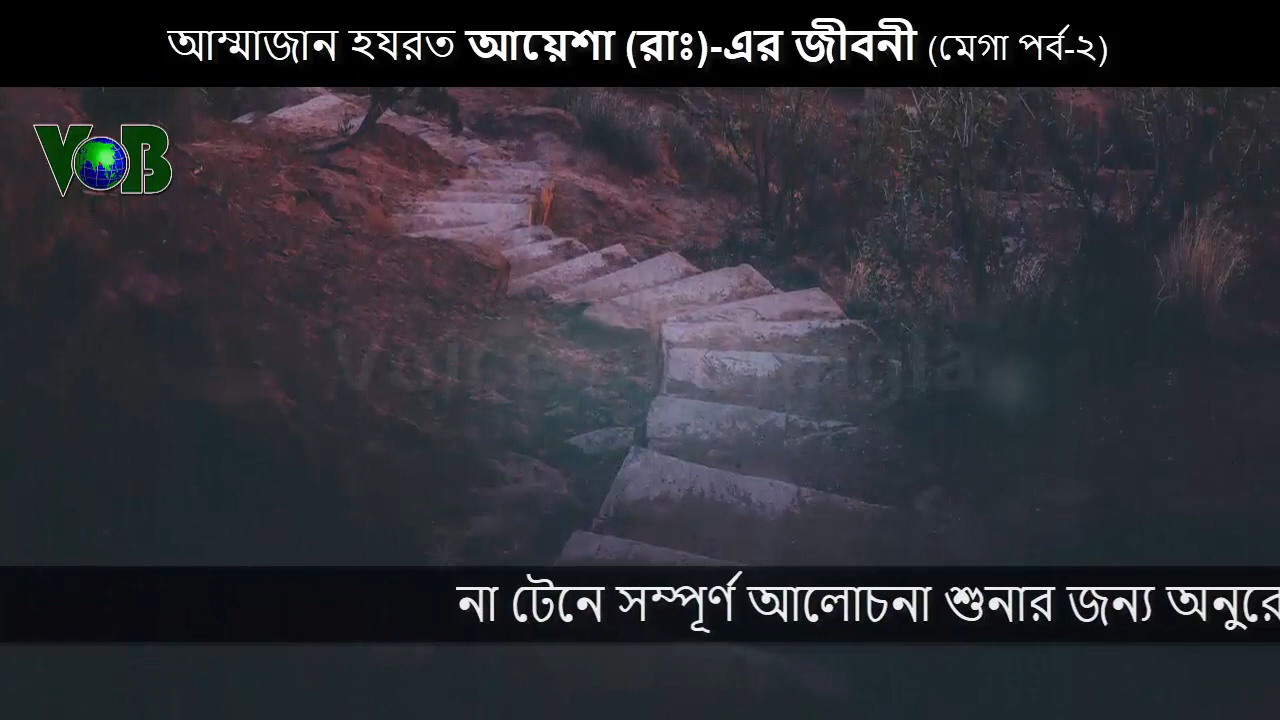 আম্মাজান হযরত আয়েশা (রাঃ)-এর জীবনী (মেগা পর্ব-২)
VOB
না টেনে সম্পূর্ণ আলোচনা শুনার জন্য